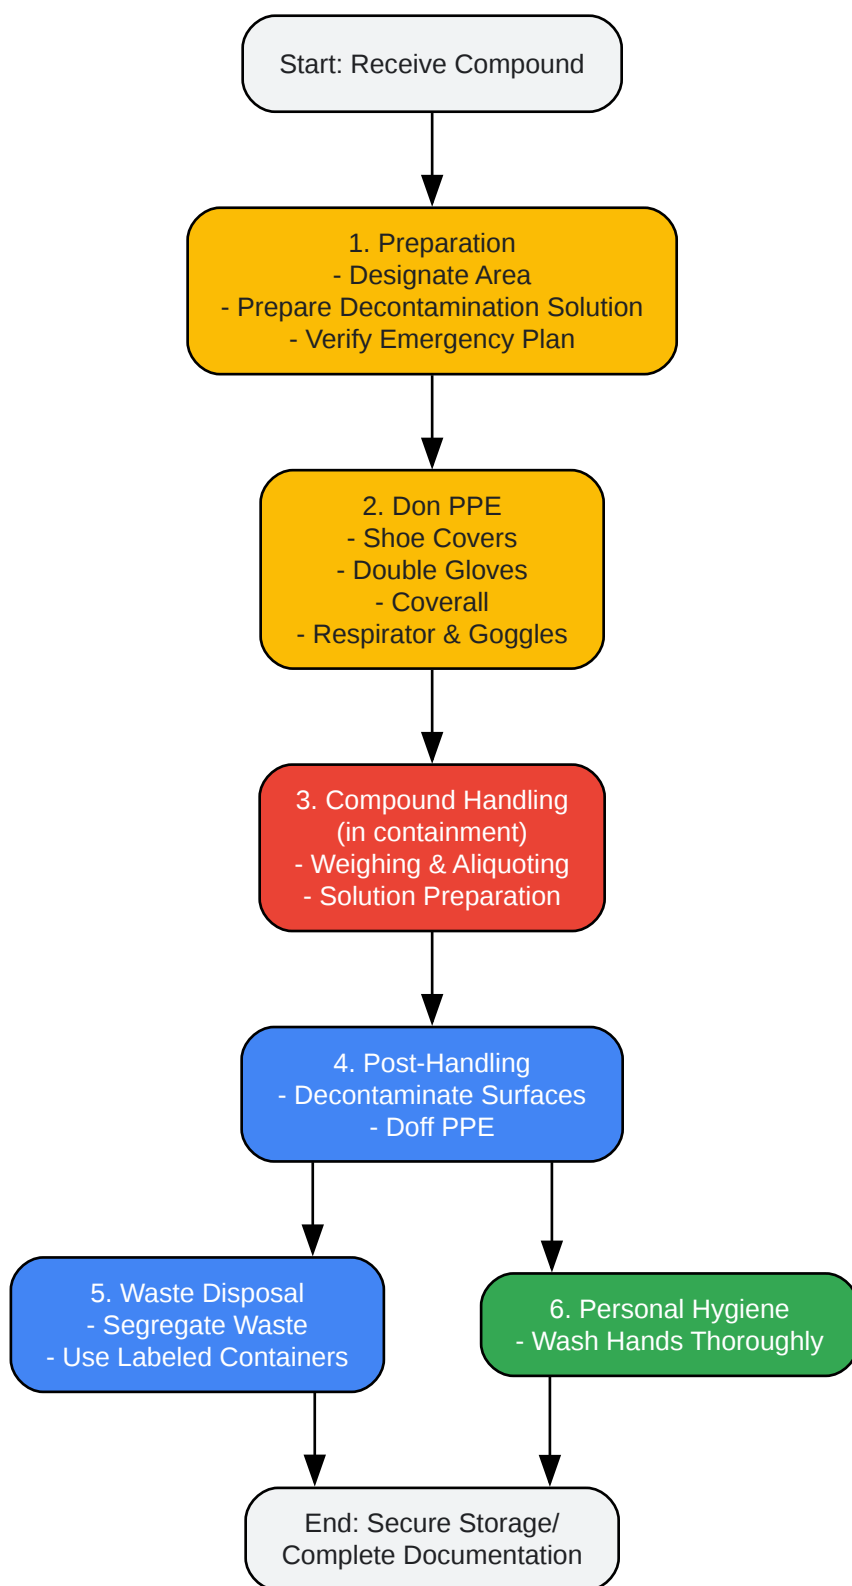 Start: Receive Compound
1. Preparation
- Designate Area
- Prepare Decontamination Solution
- Verify Emergency Plan
2. Don PPE
- Shoe Covers
- Double Gloves
- Coverall
- Respirator & Goggles
3. Compound Handling
(in containment)
- Weighing & Aliquoting
- Solution Preparation
4. Post-Handling
- Decontaminate Surfaces
- Doff PPE
5. Waste Disposal
- Segregate Waste
- Use Labeled Containers
6. Personal Hygiene
- Wash Hands Thoroughly
End: Secure Storage/
Complete Documentation